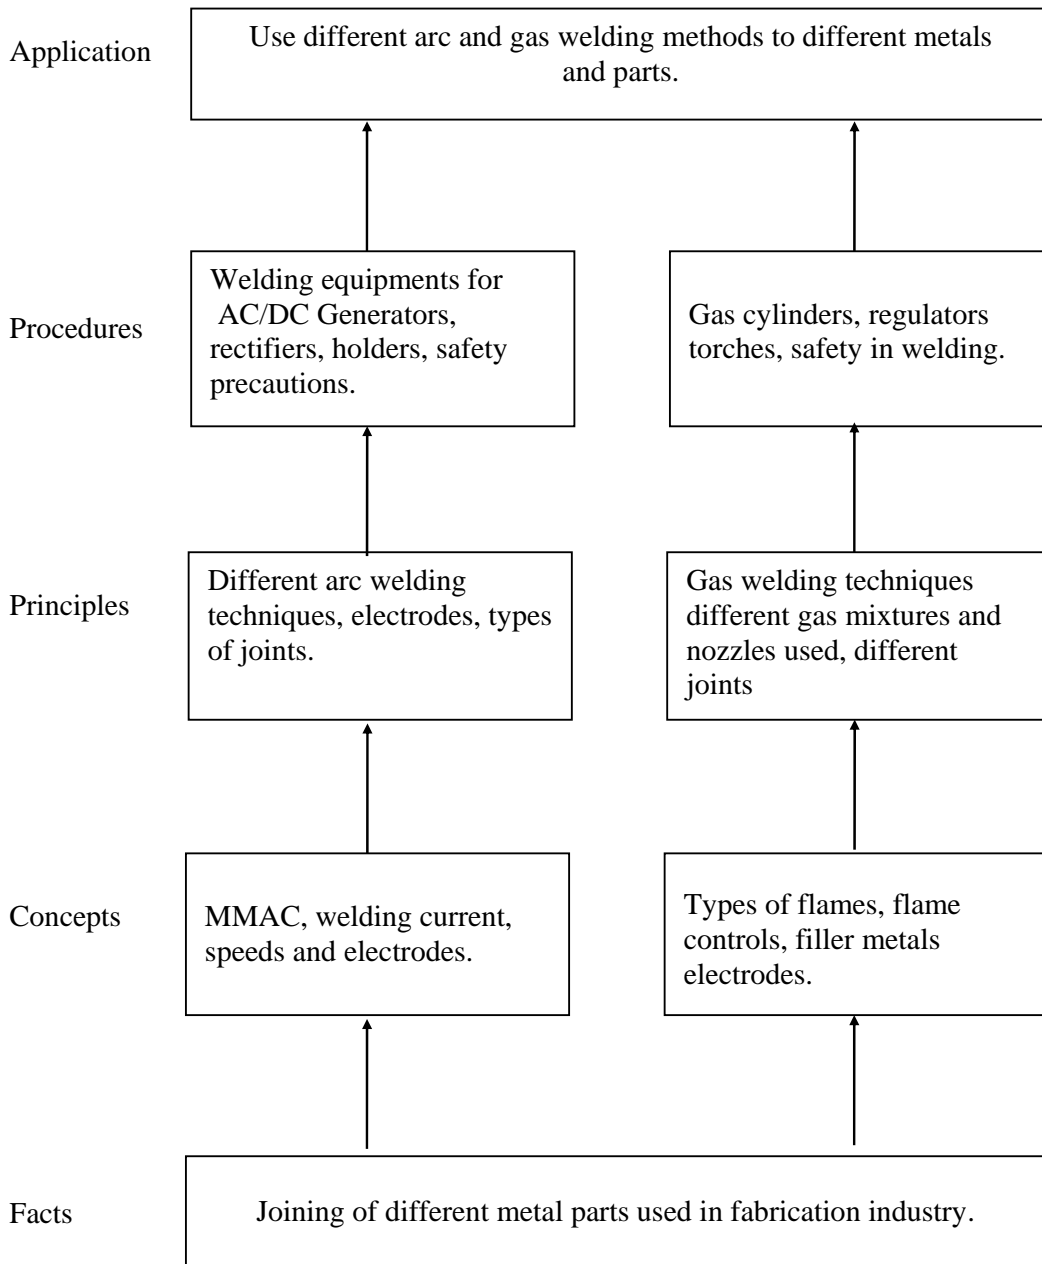 Application
Use different arc and gas welding methods to different metals
and parts.
Procedures
Welding equipments for
AC/DC Generators,
rectifiers, holders, safety
precautions.
Gas cylinders, regulators
torches, safety in welding.
Principles
Different arc welding
techniques, electrodes, types
of joints.
Gas welding techniques
different gas mixtures and
nozzles used, different
joints
Concepts
MMAC, welding current,
speeds and electrodes.
Types of flames, flame
controls, filler metals
electrodes.
Facts
Joining of different metal parts used in fabrication industry.